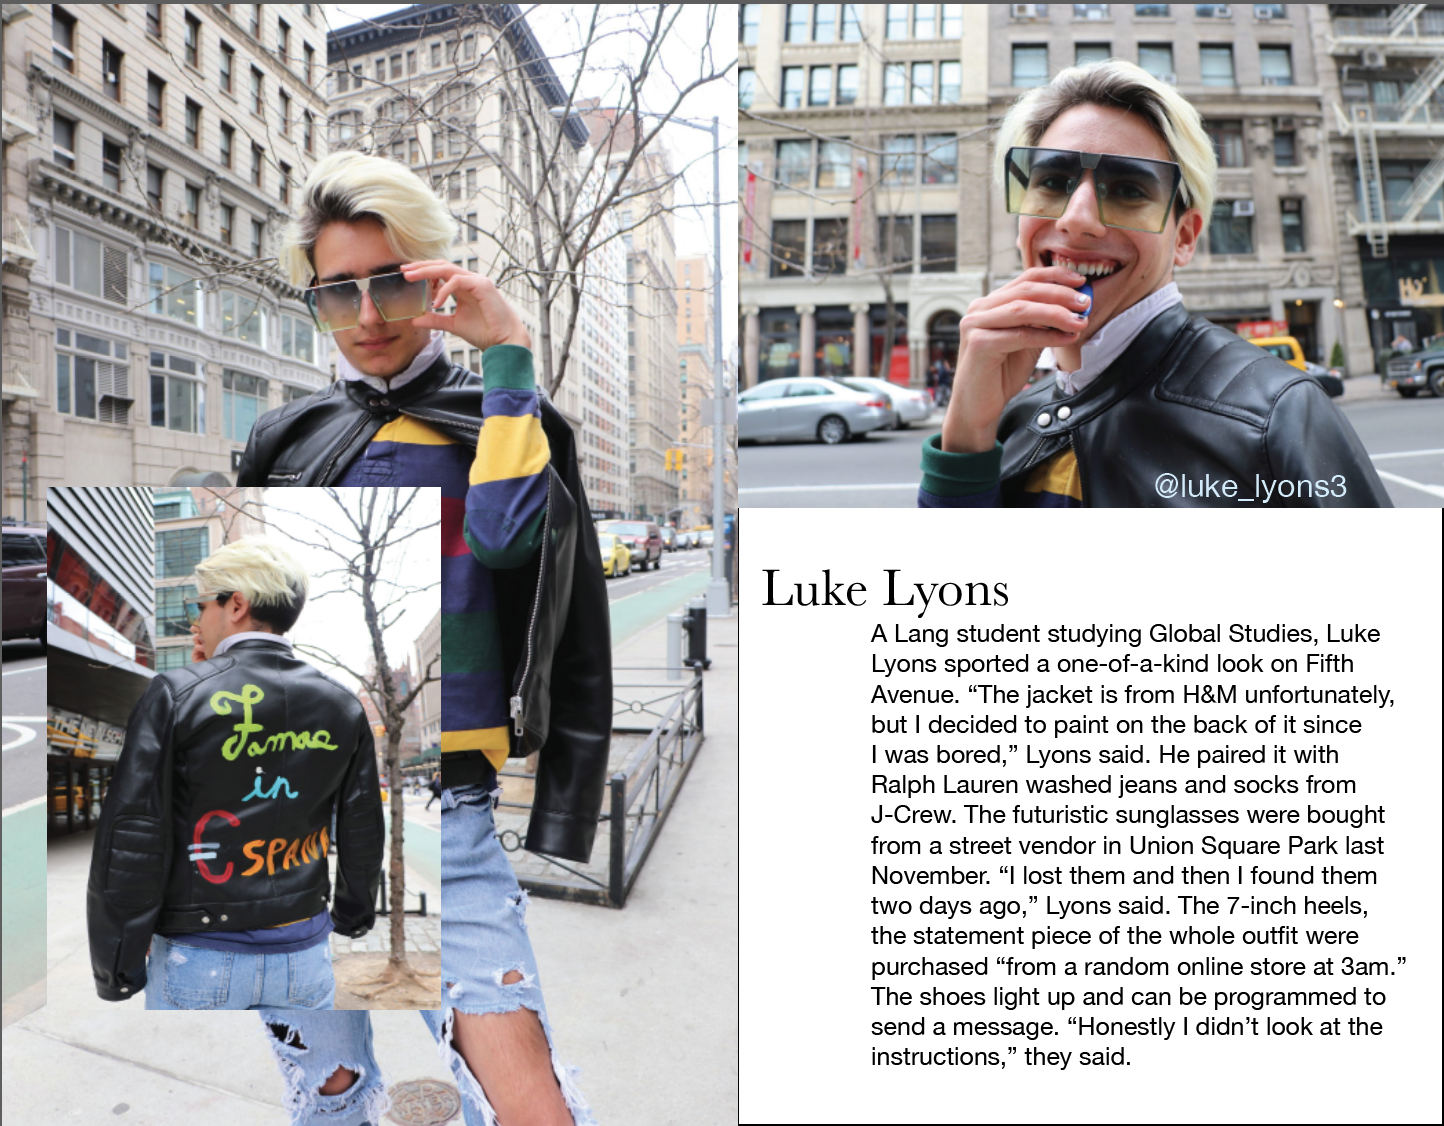 @luke_lyons3
Famae
in
€SPANA
Luke Lyons
A Lang student studying Global Studies, Luke
Lyons sported a one-of-a-kind look on Fifth
Avenue. “The jacket is from H&M unfortunately,
but I decided to paint on the back of it since
I was bored,” Lyons said. He paired it with
Ralph Lauren washed jeans and socks from
J-Crew. The futuristic sunglasses were bought
from a street vendor in Union Square Park last
November. “I lost them and then I found them
two days ago,” Lyons said. The 7-inch heels,
the statement piece of the whole outfit were
purchased “from a random online store at 3am.”
The shoes light up and can be programmed to
send a message. “Honestly I didn’t look at the
instructions,” they said.